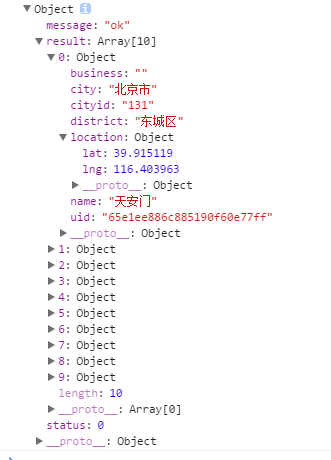 Object
message: "ok"
result: Array[10]
0: Object
business: ""
city: "北京市"
cityid: "131"
district: "东城区"
location: Object
lat: 39.915119
lng: 116.403963
__proto__: Object
name: "天安门"
uid: "65e1ee886c885190f60e77ff"
__proto__: Object
1: Object
2: Object
3: Object
4: Object
5: Object
6: Object
7: Object
8: Object
9: Object
length: 10
__proto__: Array[0]
status: 0
__proto__: Object